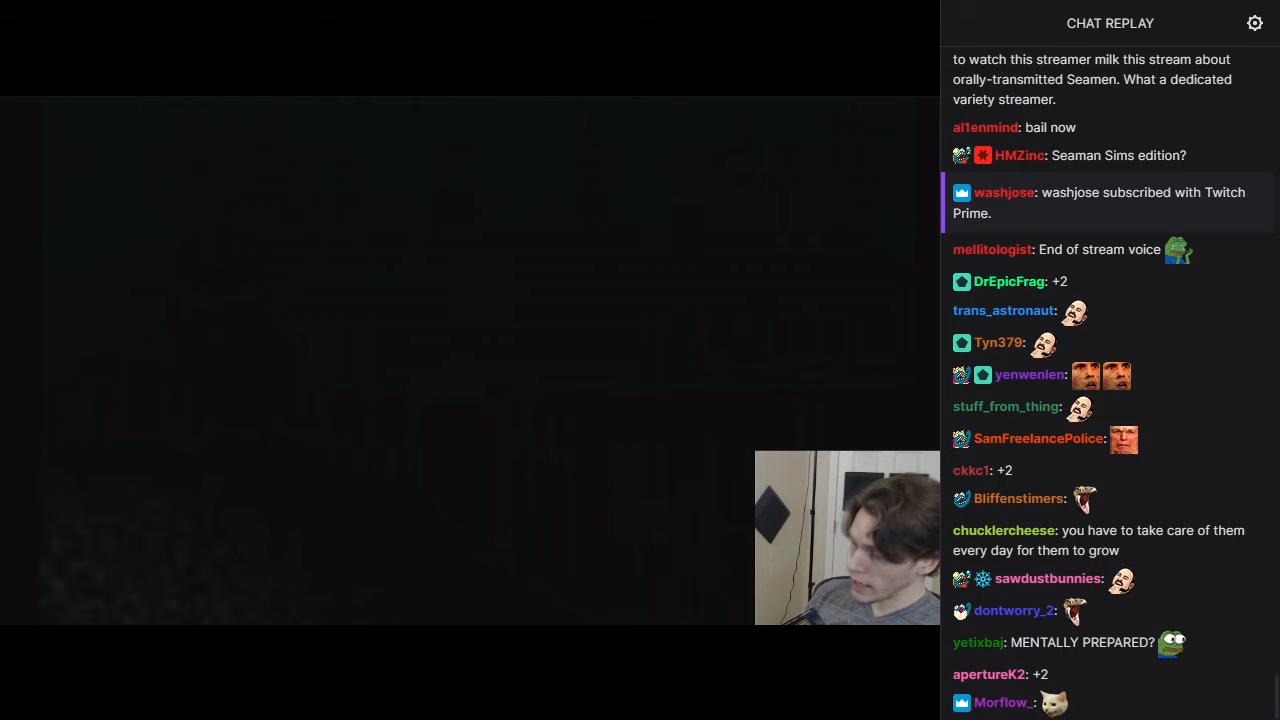 CHAT REPLAY
to watch this streamer milk this stream about
orally-transmitted Seamen. What a dedicated
variety streamer.
al1enmind: bail now
HMZinc: Seaman Sims edition?
washjose: washjose subscribed with Twitch
Prime.
mellitologist: End of stream voice
DrEpicFrag: +2
trans_astronaut:
Tyn379:
yenwenlen:
stuff_from_thing:
SamFreelancePolice:
ckkc1: +2
Bliffenstimers:
chucklercheese: you have to take care of them
every day for them to grow
sawdustbunnies:
dontworry_2:
yetixbaj: MENTALLY PREPARED?
apertureK2: +2
Morflow_: